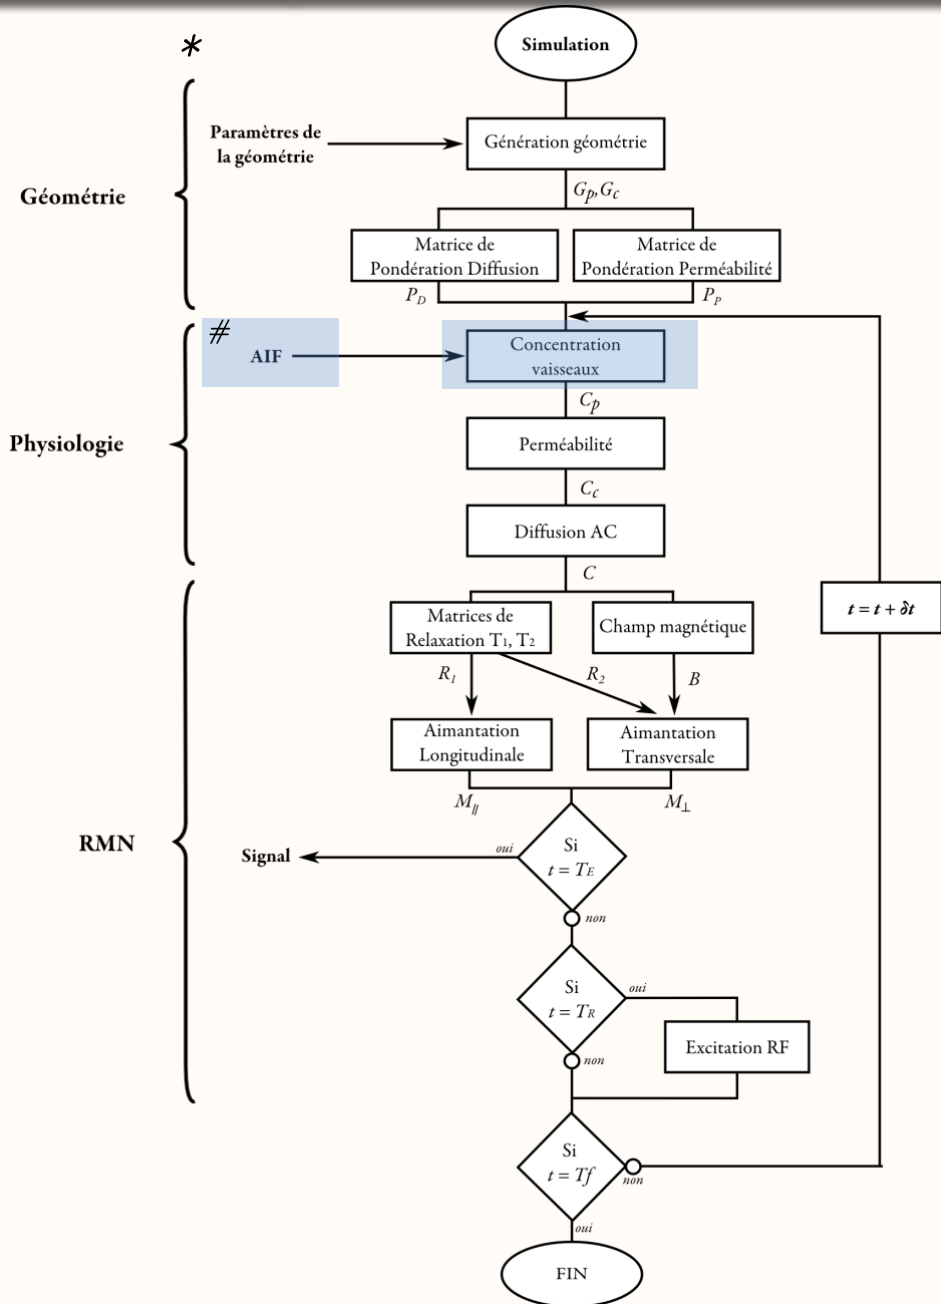 *
Simulation
Paramètres de
la géométrie
Génération géométrie
Géométrie
Gp,Gc
Matrice de
Pondération Diffusion
Matrice de
Pondération Perméabilité
PD
PP
#
AIF
Concentration
vaisseaux
Cp
Physiologie
Perméabilité
Cc
Diffusion AC
C
Matrices de
Relaxation T1, T2
Champ magnétique
t = t + δt
R1
R2
B
Aimantation
Longitudinale
Aimantation
Transversale
M∥
M⊥
RMN
Signal
oui
Si
t = TE
non
Si
t = TR
oui
Excitation RF
non
Si
t = Tf
non
oui
FIN